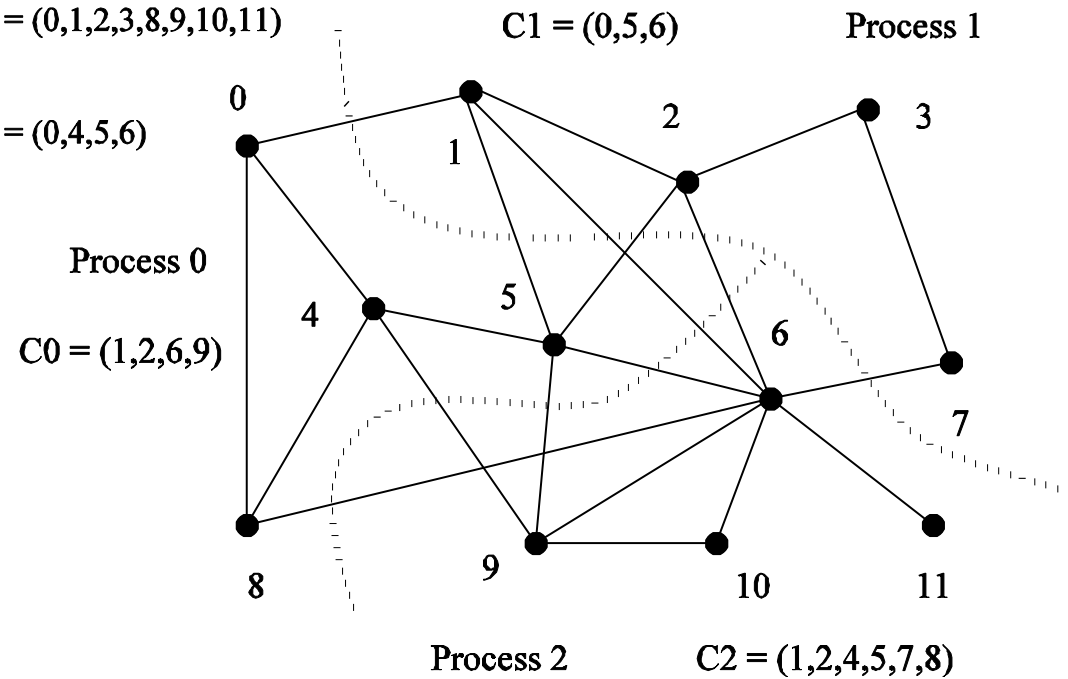 = (0,1,2,3,8,9,10,11)
C1 = (0,5,6)
Process 1
0
2
3
= (0,4,5,6)
1
Process 0
5
4
6
C0 = (1,2,6,9)
7
9
8
10
11
Process 2
C2 = (1,2,4,5,7,8)